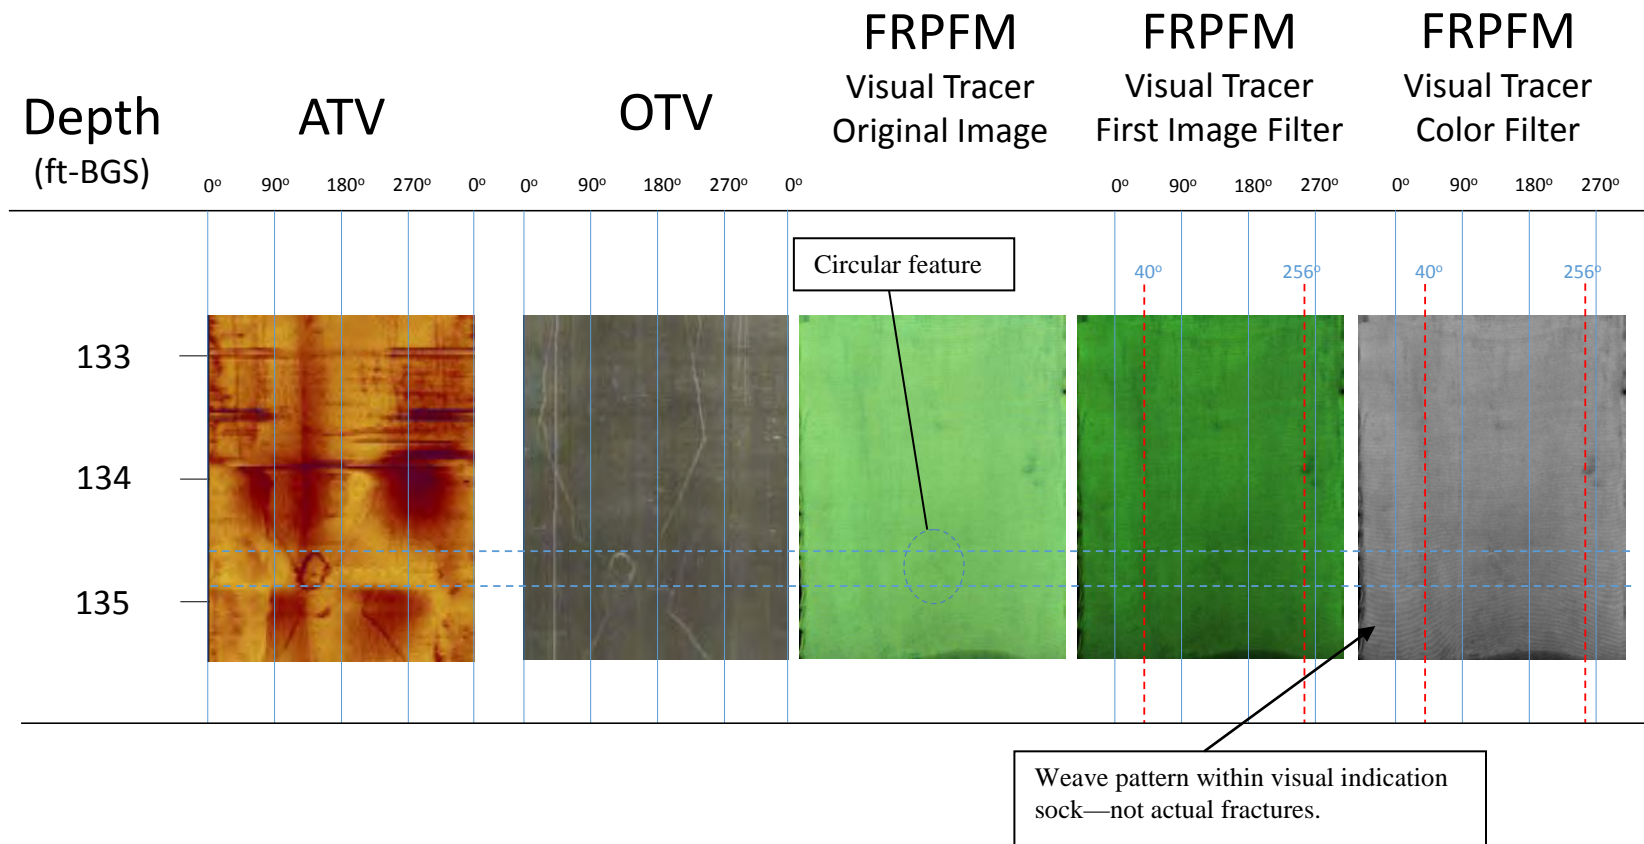 FRPFM FRPFM FRPFM
Visual Tracer Visual Tracer Visual Tracer
Depth ATV OTV Original Image First Image Filter Color Filter
(ft-BGS)
0° 90° 180° 270° 0° 0° 90° 180° 270° 0° 0° 90° 180° 270° 0° 90° 180° 270°
Circular feature
40° 256° 40° 256°
133
134
135
Weave pattern within visual indication
sock—not actual fractures.